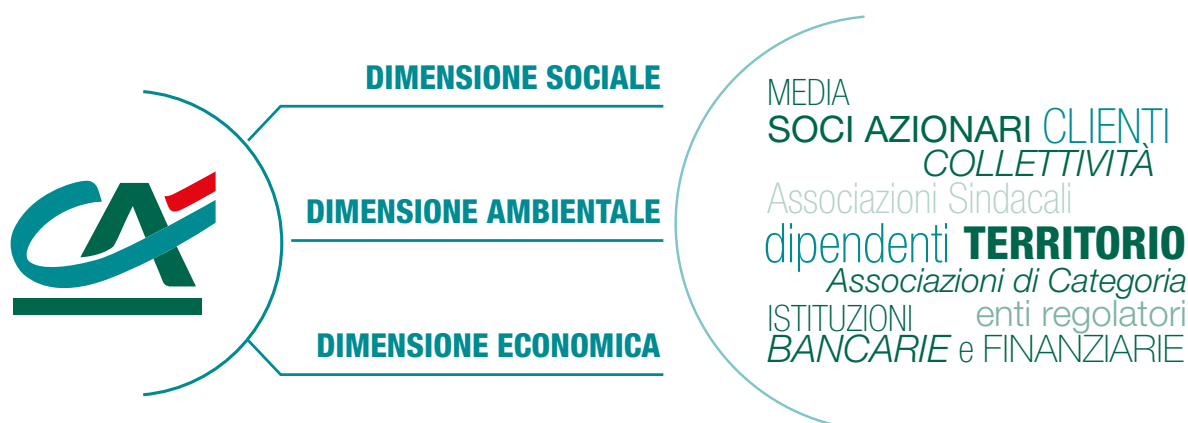 DIMENSIONE SOCIALE
DIMENSIONE AMBIENTALE
DIMENSIONE ECONOMICA
MEDIA
SOCI AZIONARI CLIENTI
COLLETTIVITÀ
Associazioni Sindacali
dipendenti TERRITORIO
Associazioni di Categoria
ISTITUZIONI enti regolatori
BANCARIE e FINANZIARIE